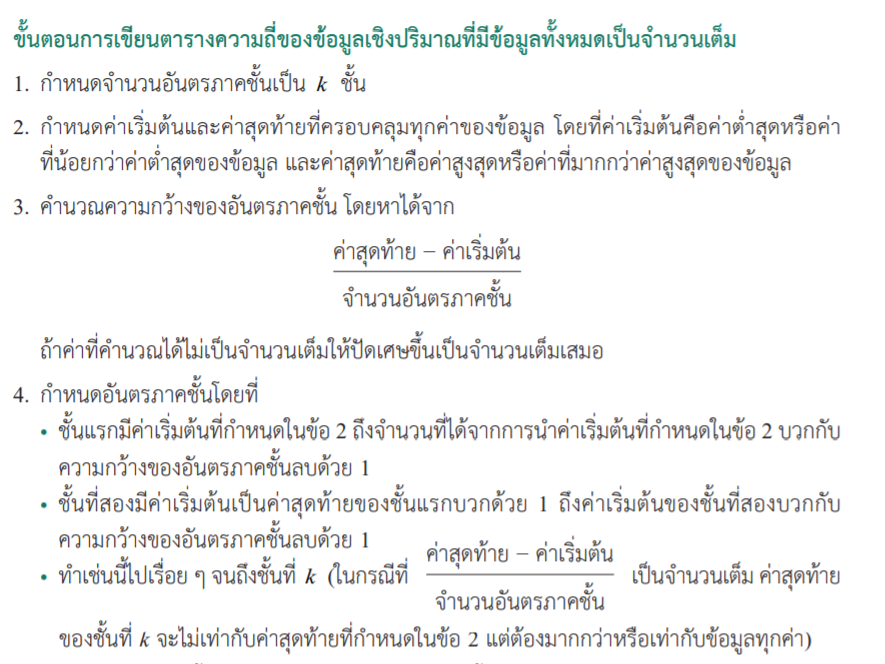 ขั้นตอนการเขียนตารางความถี่ของข้อมูลเชิงปริมาณที่มีข้อมูลทั้งหมดเป็นจำนวนเต็ม
1. กำหนดจำนวนอันตรภาคชั้นเป็น k ชั้น
2. กำหนดค่าเริ่มต้นและค่าสุดท้ายที่ครอบคลุมทุกค่าของข้อมูล โดยที่ค่าเริ่มต้นคือค่าต่ำสุดหรือค่า
ที่น้อยกว่าค่าต่ำสุดของข้อมูล และค่าสุดท้ายคือค่าสูงสุดหรือค่าที่มากกว่าค่าสูงสุดของข้อมูล
3. คำนวณความกว้างของอันตรภาคชั้น โดยหาได้จาก
ค่าสุดท้าย − ค่าเริ่มต้น
จำนวนอันตรภาคชั้น
ถ้าค่าที่คำนวณได้ไม่เป็นจำนวนเต็มให้ปัดเศษขึ้นเป็นจำนวนเต็มเสมอ
4. กำหนดอันตรภาคชั้นโดยที่
• ชั้นแรกมีค่าเริ่มต้นที่กำหนดในข้อ 2 ถึงจำนวนที่ได้จากการนำค่าเริ่มต้นที่กำหนดในข้อ 2 บวกกับ
ความกว้างของอันตรภาคชั้นลบด้วย 1
• ชั้นที่สองมีค่าเริ่มต้นเป็นค่าสุดท้ายของชั้นแรกบวกด้วย 1 ถึงค่าเริ่มต้นของชั้นที่สองบวกกับ
ความกว้างของอันตรภาคชั้นลบด้วย 1
• ทำเช่นนี้ไปเรื่อย ๆ จนถึงชั้นที่ k (ในกรณีที่ ค่าสุดท้าย − ค่าเริ่มต้น
จำนวนอันตรภาคชั้น เป็นจำนวนเต็ม ค่าสุดท้าย
ของชั้นที่ k จะไม่เท่ากับค่าสุดท้ายที่กำหนดในข้อ 2 แต่ต้องมากกว่าหรือเท่ากับข้อมูลทุกค่า)